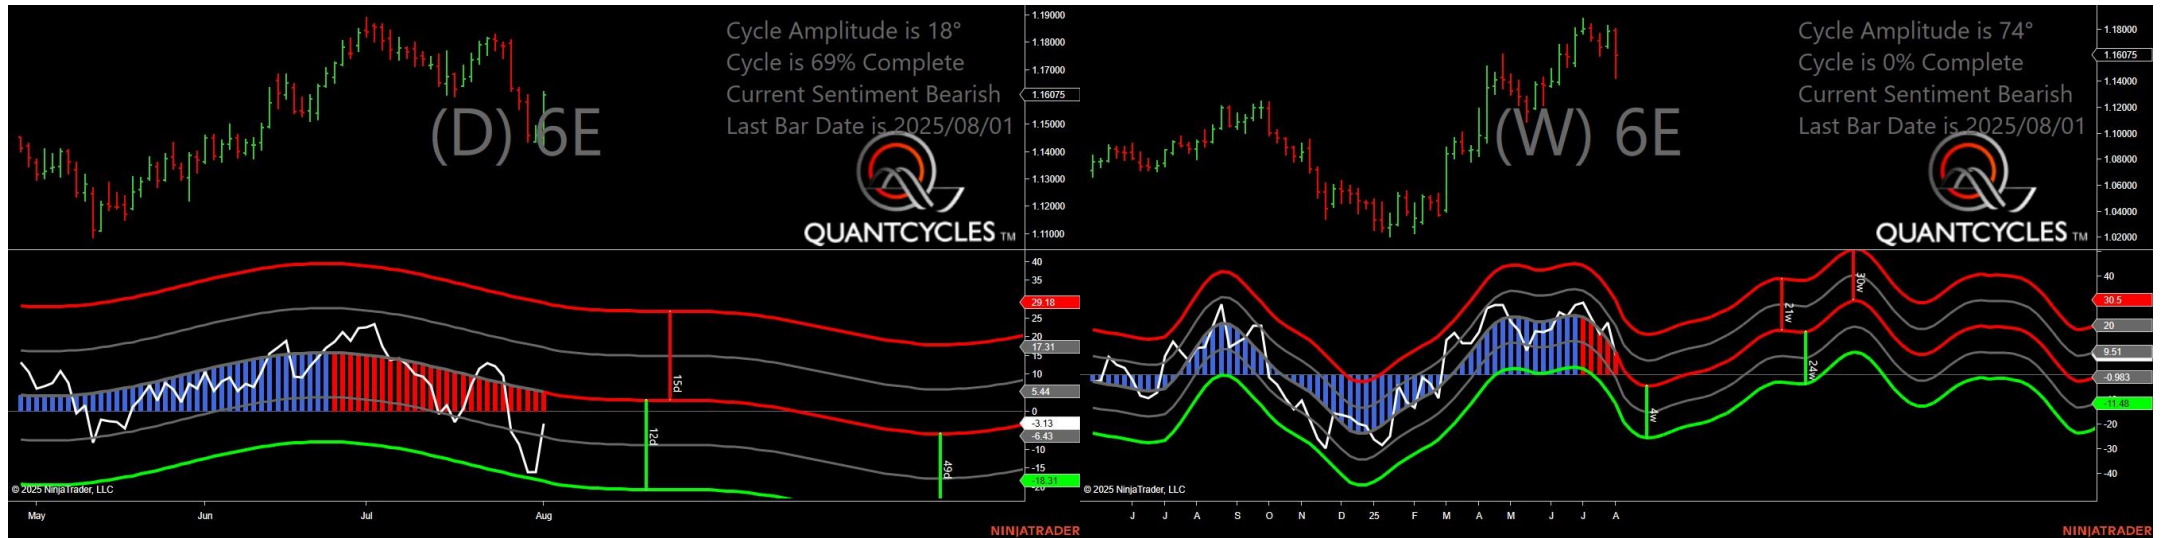 Cycle Amplitude is 18°
Cycle is 69% Complete
Current Sentiment Bearish
Last Bar Date is 2025/08/01
(D) 6E
QUANTCYCLES TM
1.19000
1.18000
1.17000
1.16075
1.15000
1.14000
1.13000
1.12000
1.11000
40
35
29.18
25
20
17.31
15
10
5.44
0
-3.13
-6.43
-10
-15
-18.31
-20
15d
12d
49d
© 2025 NinjaTrader, LLC
May Jun Jul Aug
NINJATRADER
Cycle Amplitude is 74°
Cycle is 0% Complete
Current Sentiment Bearish
Last Bar Date is 2025/08/01
(W) 6E
QUANTCYCLES TM
1.18000
1.16075
1.14000
1.12000
1.10000
1.08000
1.06000
1.04000
1.02000
40
30.5
20
9.51
-0.983
-11.48
-20
-30
-40
30w
21w
24w
4w
© 2025 NinjaTrader, LLC
J J A S O N D 25 F M A M J J A
NINJATRADER